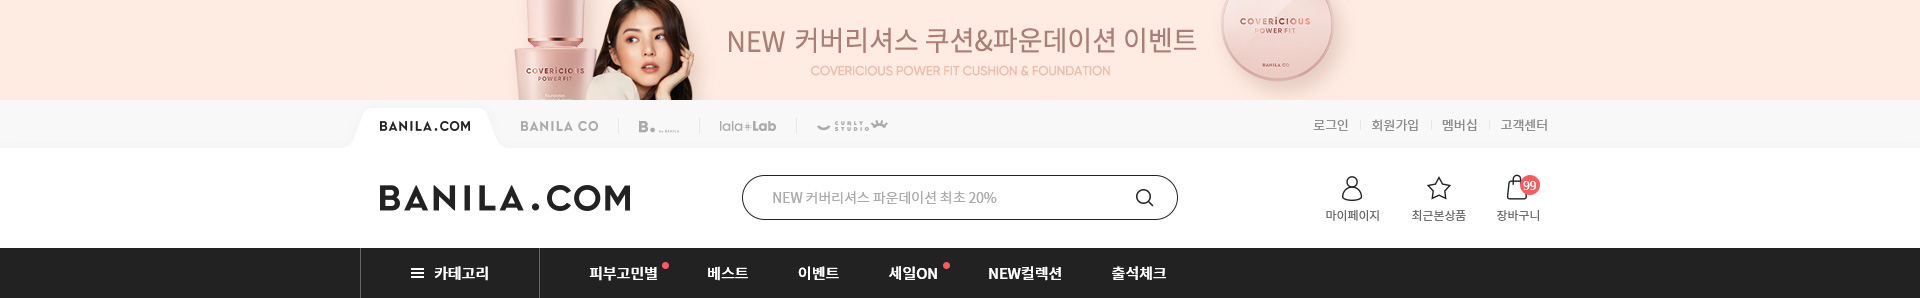 COVERiCIOUS
POWER FIT
Foundation
NEW 커버리셔스 쿠션&파운데이션 이벤트
COVERICIOUS POWER FIT CUSHION & FOUNDATION
COVERiCIOUS
POWER FIT
BANILA CO
BANILA.COM
BANILA CO
B.
lala+Lab
CURLY
STUDIO
로그인
회원가입
멤버십
고객센터
BANILA.COM
NEW 커버리셔스 파운데이션 최초 20%
99
마이페이지
최근본상품
장바구니
카테고리
피부고민별
베스트
이벤트
세일ON
NEW컬렉션
출석체크